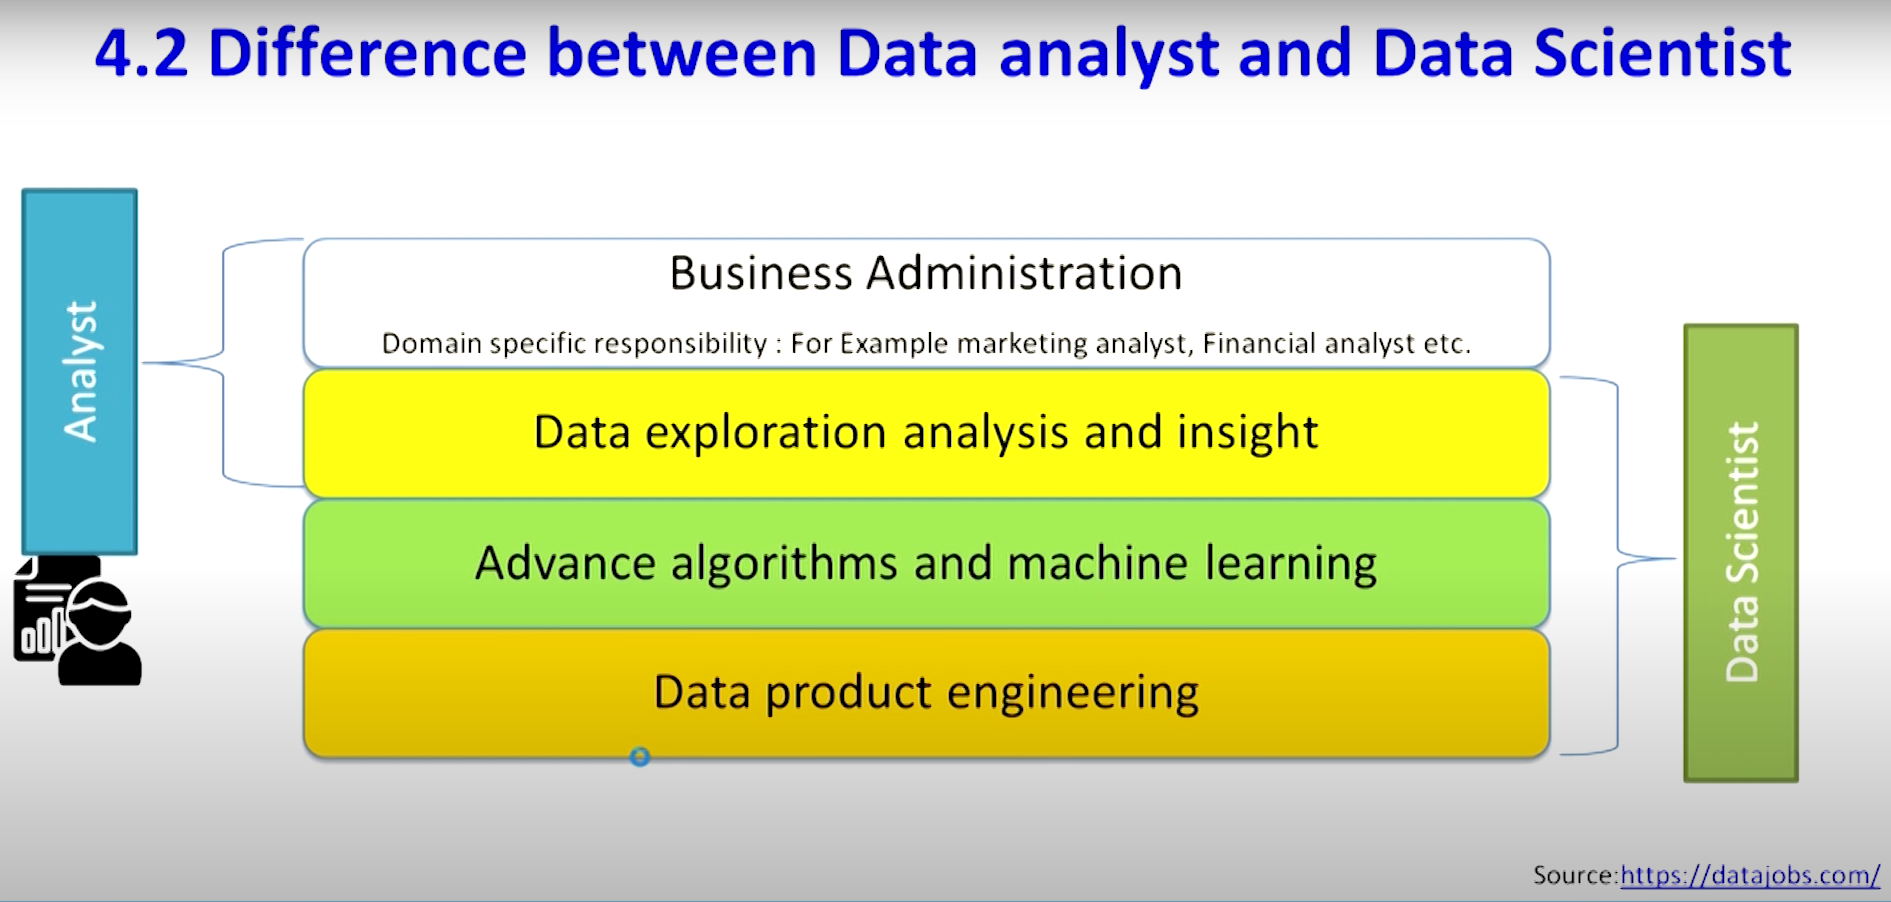 4.2 Difference between Data analyst and Data Scientist
Analyst
Business Administration
Domain specific responsibility : For Example marketing analyst, Financial analyst etc.
Data exploration analysis and insight
Advance algorithms and machine learning
Data product engineering
Data Scientist
Source:https://datajobs.com/